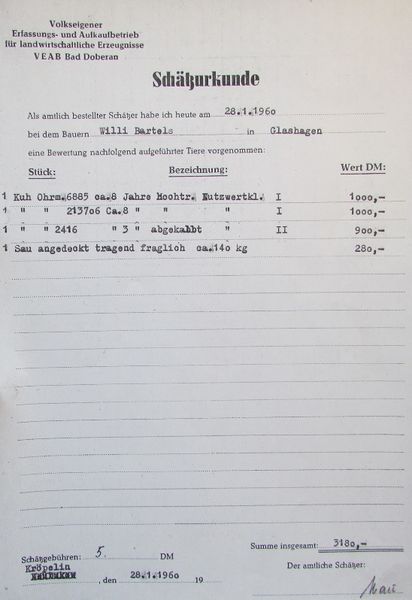 Volkseigener
Erfassungs- und Aufkaufbetrieb
für landwirtschaftliche Erzeugnisse
VEAB Bad Doberan
Schätzurkunde
Als amtlich bestellter Schätzer habe ich heute am 28.1.1960
bei dem Bauern Willi Bartels in Glashagen
eine Bewertung nachfolgend aufgeführter Tiere vorgenommen:
Stück: Bezeichnung: Wert DM:
1 Kuh Ohrm.6885 ca.8 Jahre Hochtr. Nutzwertkl. I 1000,-
1 " " 213706 Ca.8 " " " I 1000,-
1 " " 2416 " 3 " abgekalbt " II 900,-
1 Sau angedeckt tragend fraglich ca.140 kg 280,-
Summe insgesamt: 3180,-
Schätzgebühren: 5. DM
Der amtliche Schätzer:
Kröpelin
, den 28.1.1960 19